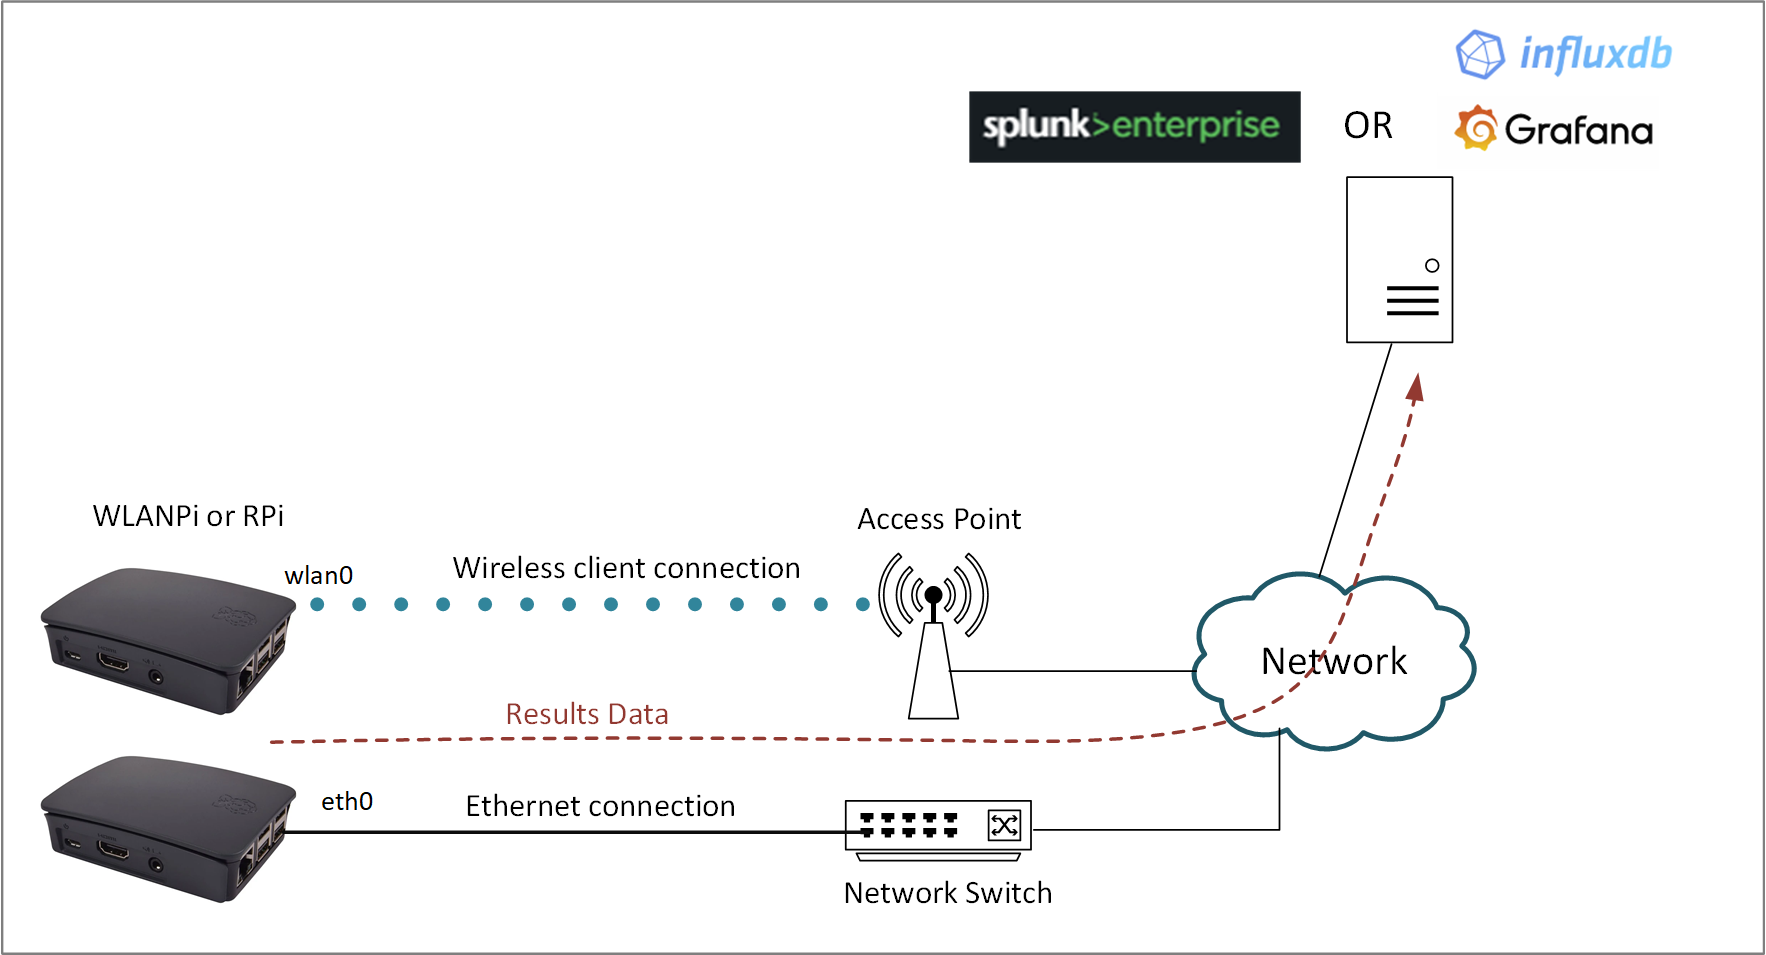 influxdb
splunk>enterprise
OR
Grafana
WLANPi or RPi
Access Point
wlan0
Wireless client connection
Network
Results Data
eth0
Ethernet connection
Network Switch